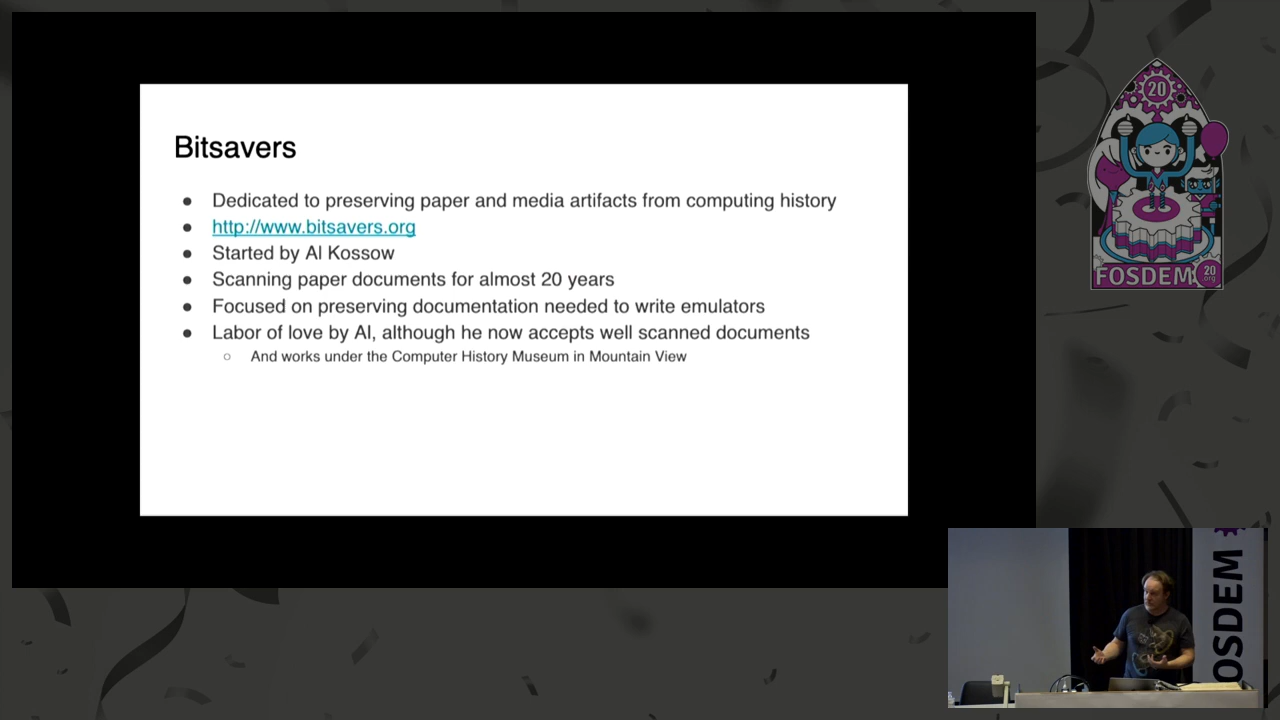 Bitsavers
● Dedicated to preserving paper and media artifacts from computing history
● http://www.bitsavers.org
● Started by Al Kossow
● Scanning paper documents for almost 20 years
● Focused on preserving documentation needed to write emulators
● Labor of love by Al, although he now accepts well scanned documents
○ And works under the Computer History Museum in Mountain View
20
FOSDEM 20
.org
OSDEM